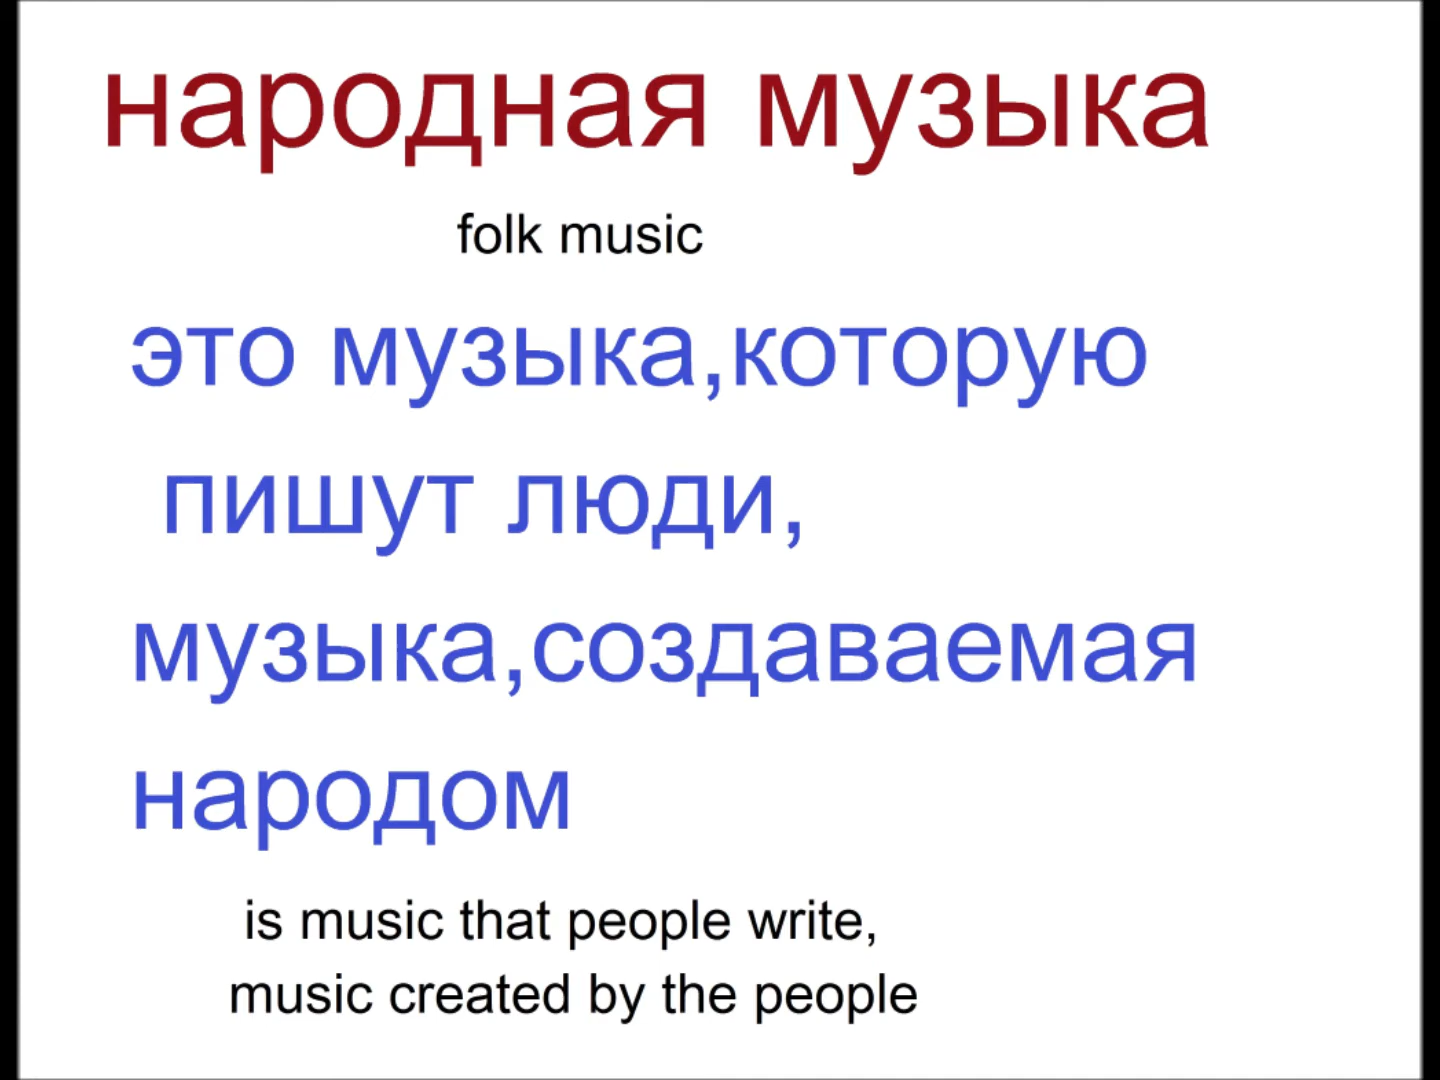 народная музыка
folk music
это музыка,которую
пишут люди,
музыка,создаваемая
народом
is music that people write,
music created by the people